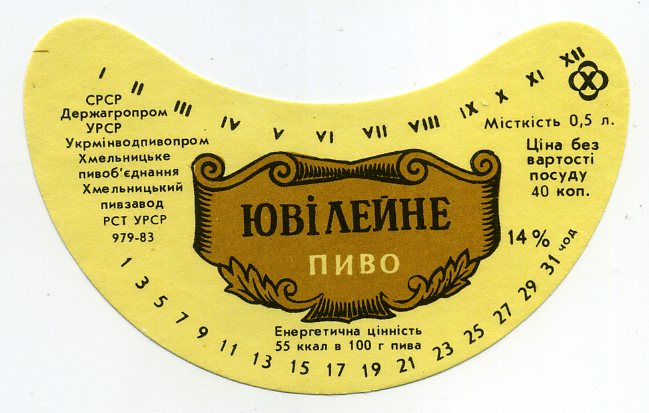 I II III IV V VI VII VIII IX X XI XII
СРСР
Держагропром
УРСР
Укрмінводпивопром
Хмельницьке
пивоб’єднання
Хмельницький
пивзавод
РСТ УРСР
979-83
Місткість 0,5 л.
Ціна без
вартості
посуду
40 коп.
ЮВіЛЕЙНЕ
ПИВО
14%
Енергетична цінність
55 ккал в 100 г пива
1 3 5 7 9 11 13 15 17 19 21 23 25 27 29 31 чод